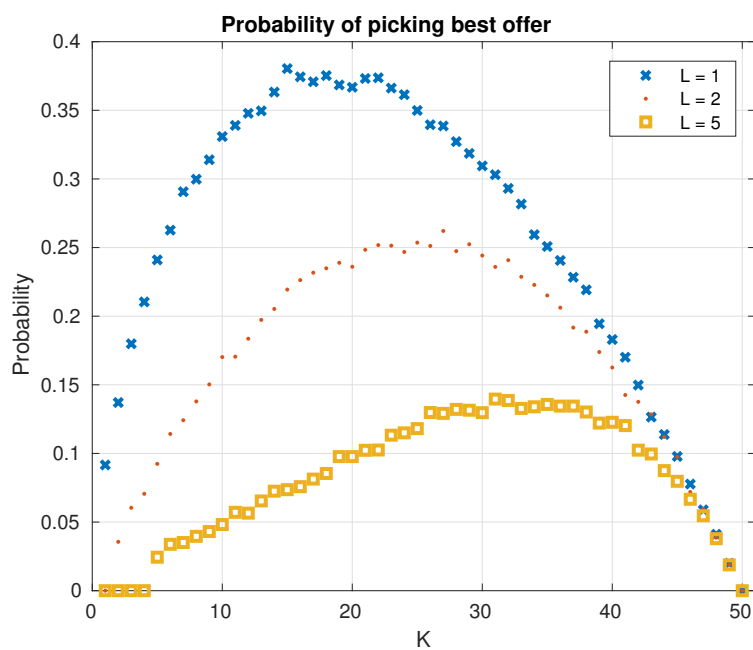 Probability of picking best offer
0.4
0.35
0.3
0.25
0.2
0.15
0.1
0.05
0
Probability
L = 1
L = 2
L = 5
0 10 20 30 40 50
K